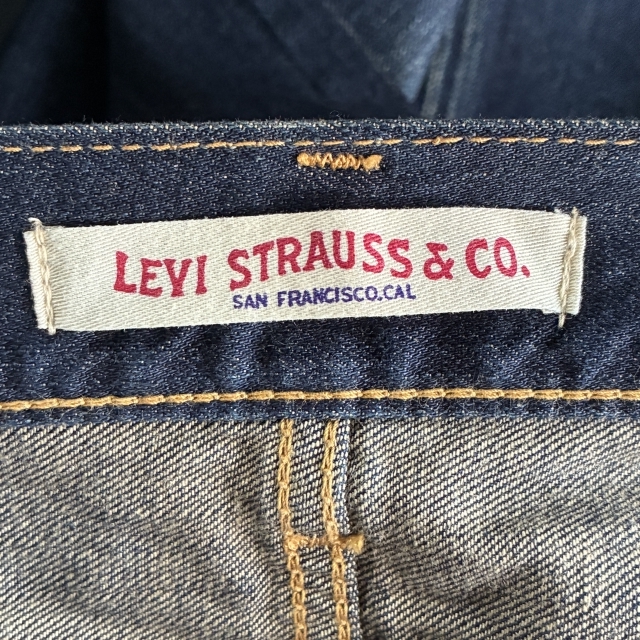 LEVI STRAUSS & CO.
SAN FRANCISCO,CAL